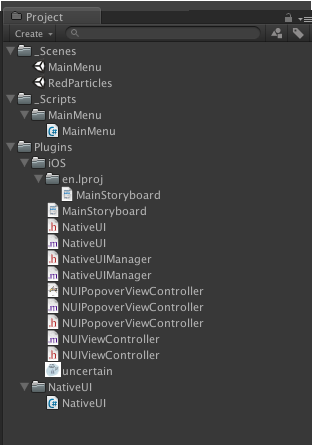 Project
Create
_Scenes
MainMenu
RedParticles
_Scripts
MainMenu
MainMenu
Plugins
iOS
en.lproj
MainStoryboard
MainStoryboard
.h NativeUI
.m NativeUI
.h NativeUIManager
.m NativeUIManager
NUIPopoverViewController
.m NUIPopoverViewController
.h NUIPopoverViewController
.m NUIViewController
.h NUIViewController
uncertain
NativeUI
C# NativeUI